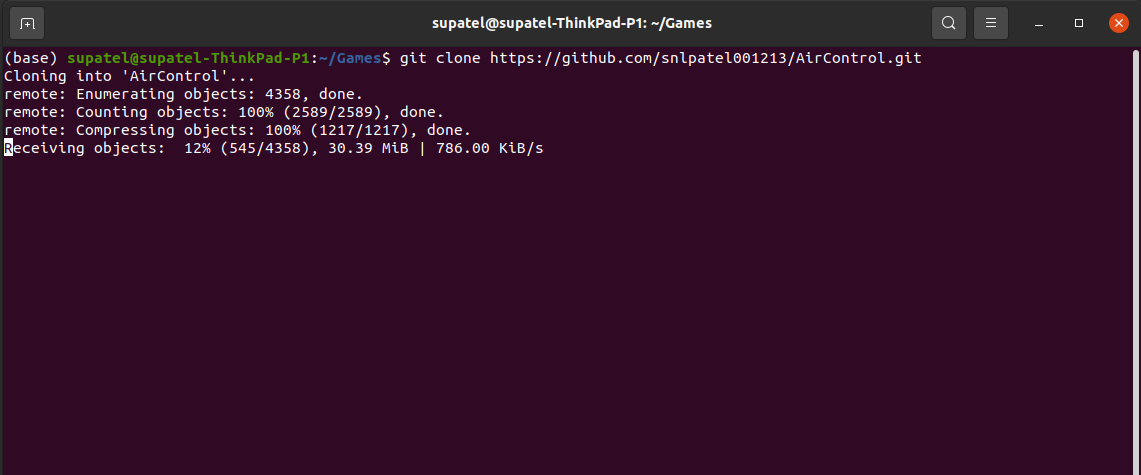 supatel@supatel-ThinkPad-P1: ~/Games
(base) supatel@supatel-ThinkPad-P1:~/Games$ git clone https://github.com/snlpatel001213/AirControl.git
Cloning into 'AirControl'...
remote: Enumerating objects: 4358, done.
remote: Counting objects: 100% (2589/2589), done.
remote: Compressing objects: 100% (1217/1217), done.
Receiving objects:  12% (545/4358), 30.39 MiB | 786.00 KiB/s